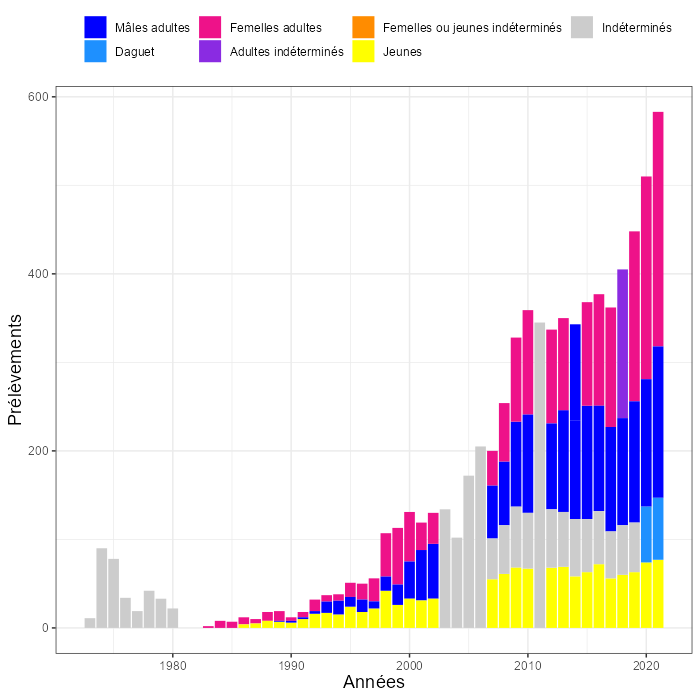 Mâles adultes Femelles adultes Femelles ou jeunes indéterminés Indéterminés
Daguet Adultes indéterminés Jeunes
600
400
200
0
Prélèvements
1980 1990 2000 2010 2020
Années